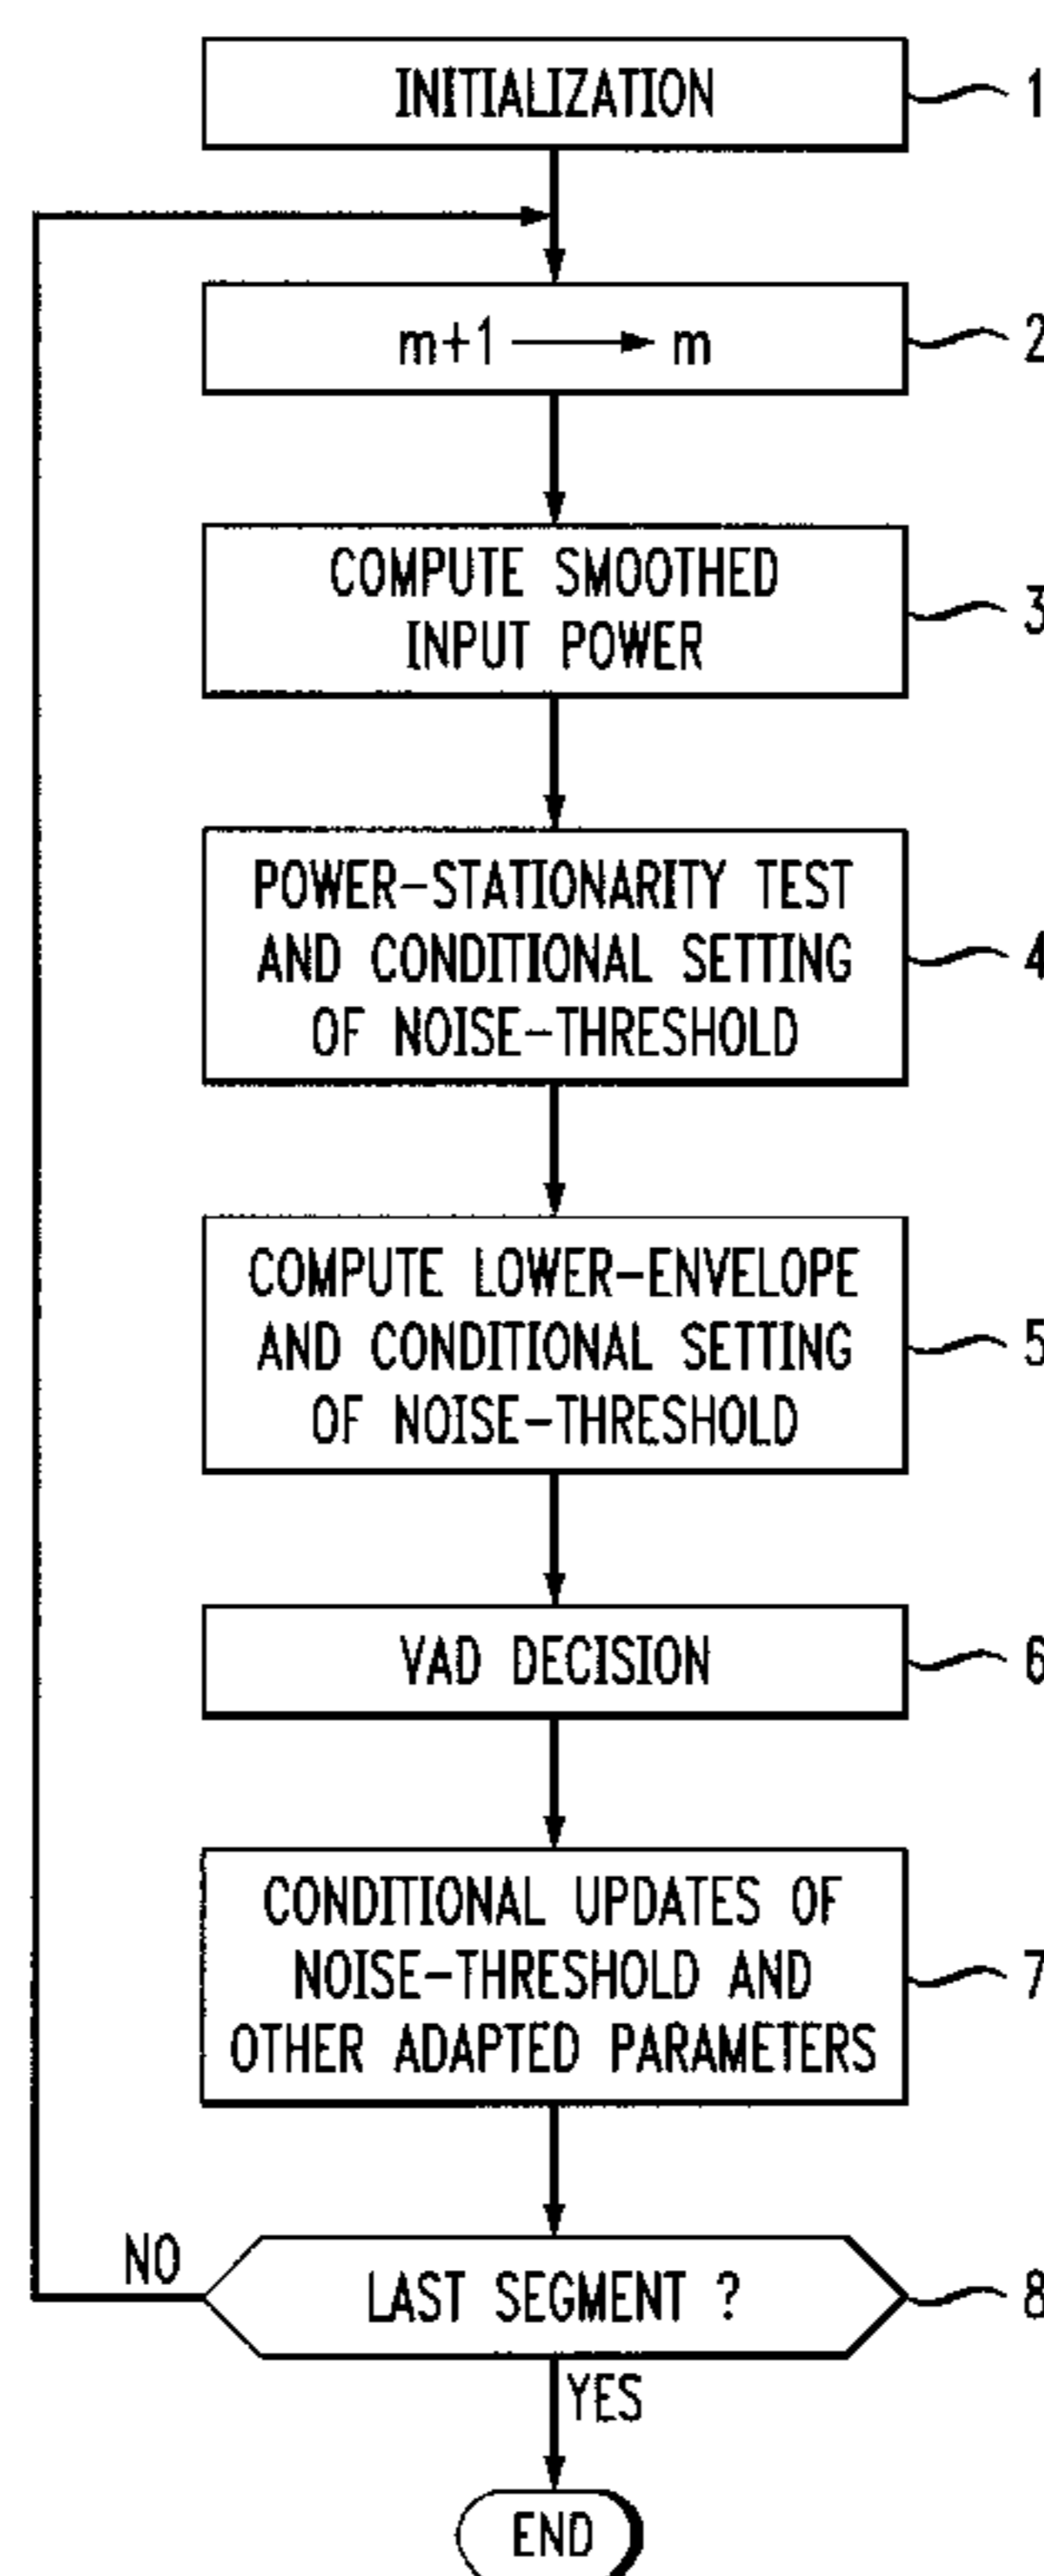 INITIALIZATION
1
m+1 → m
2
COMPUTE SMOOTHED
INPUT POWER
3
POWER-STATIONARITY TEST
AND CONDITIONAL SETTING
OF NOISE-THRESHOLD
4
COMPUTE LOWER-ENVELOPE
AND CONDITIONAL SETTING
OF NOISE-THRESHOLD
5
VAD DECISION
6
CONDITIONAL UPDATES OF
NOISE-THRESHOLD AND
OTHER ADAPTED PARAMETERS
7
NO
LAST SEGMENT ?
8
YES
END